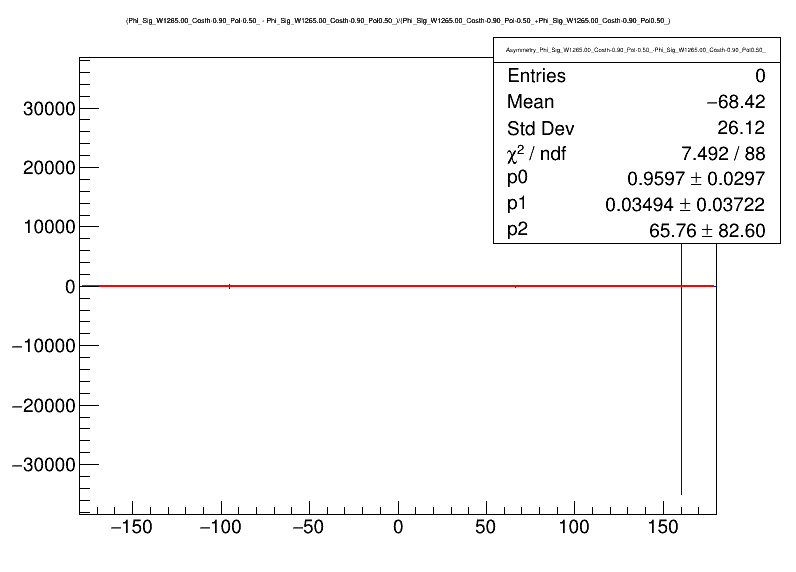 (Phi_Sig_W1265.00_Costh-0.90_Pol-0.50_ - Phi_Sig_W1265.00_Costh-0.90_Pol0.50_)/(Phi_Sig_W1265.00_Costh-0.90_Pol-0.50_+Phi_Sig_W1265.00_Costh-0.90_Pol0.50_)
Asymmetry_Phi_Sig_W1265.00_Costh-0.90_Pol-0.50_-Phi_Sig_W1265.00_Costh-0.90_Pol0.50_
Entries 0
Mean −68.42
Std Dev 26.12
χ² / ndf 7.492 / 88
p0 0.9597 ± 0.0297
p1 0.03494 ± 0.03722
p2 65.76 ± 82.60
30000
20000
10000
0
−10000
−20000
−30000
−150 −100 −50 0 50 100 150